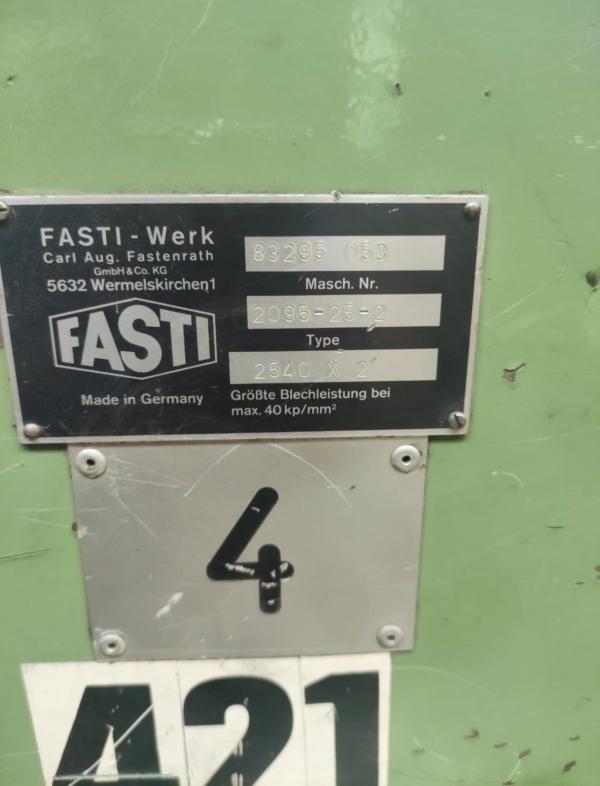 FASTI - Werk
Carl Aug. Fastenrath
GmbH & Co. KG
5632 Wermelskirchen 1
FASTI
Made in Germany
83295 053
Masch. Nr.
2095-25-2
Type
2540 X 2
Größte Blechleistung bei
max. 40 kp/mm²
4
421